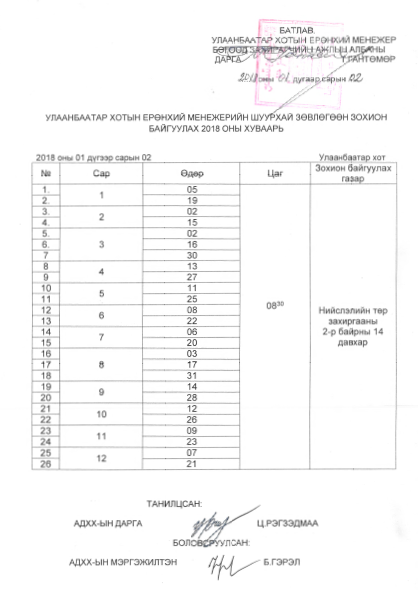 БАТЛАВ.
УЛААНБААТАР ХОТЫН ЕРӨНХИЙ МЕНЕЖЕР
БӨГӨӨД ЗАХИРАГЧИЙН АЖЛЫН АЛБАНЫ
ДАРГА Т.ГАНТӨМӨР
2018 оны 01 дугаар сарын 02
УЛААНБААТАР ХОТЫН ЕРӨНХИЙ МЕНЕЖЕРИЙН ШУУРХАЙ ЗӨВЛӨГӨӨН ЗОХИОН
БАЙГУУЛАХ 2018 ОНЫ ХУВААРЬ
2018 оны 01 дүгээр сарын 02 Улаанбаатар хот
№ Сар Өдөр Цаг Зохион байгуулах
газар
1. 1 05
2. 19
3. 2 02
4. 15
5. 3 02
6. 16
7 30
8 4 13
9 27
10 5 11
11 25
12 6 08
13 22
14 7 06
15 20
16 8 03
17 17
18 31
19 9 14
20 28
21 10 12
22 26
23 11 09
24 23
25 12 07
26 21
08³⁰
Нийслэлийн төр
захиргааны
2-р байрны 14
давхар
ТАНИЛЦСАН:
АДХХ-ЫН ДАРГА Ц.РЭГЗЭДМАА
БОЛОВСРУУЛСАН:
АДХХ-ЫН МЭРГЭЖИЛТЭН Б.ГЭРЭЛ